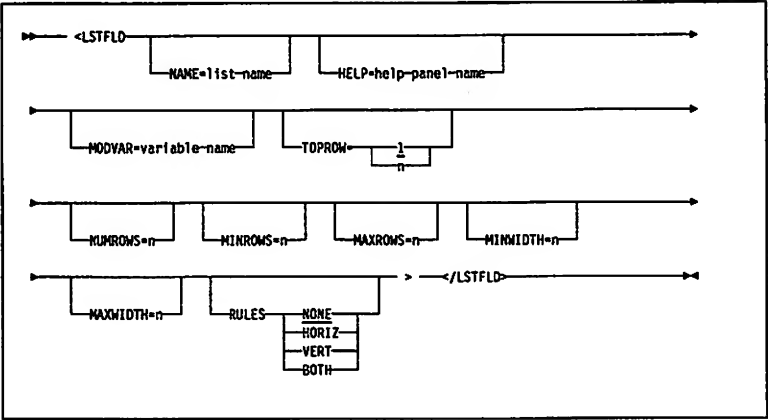 <LSTFLD
NAME=list-name HELP=help-panel-name
MODVAR=variable-name TOPROW= 1
n
NUMROWS=n MINROWS=n MAXROWS=n MINWIDTH=n
> </LSTFLD>
MAXWIDTH=n RULES NONE
HORIZ
VERT
BOTH